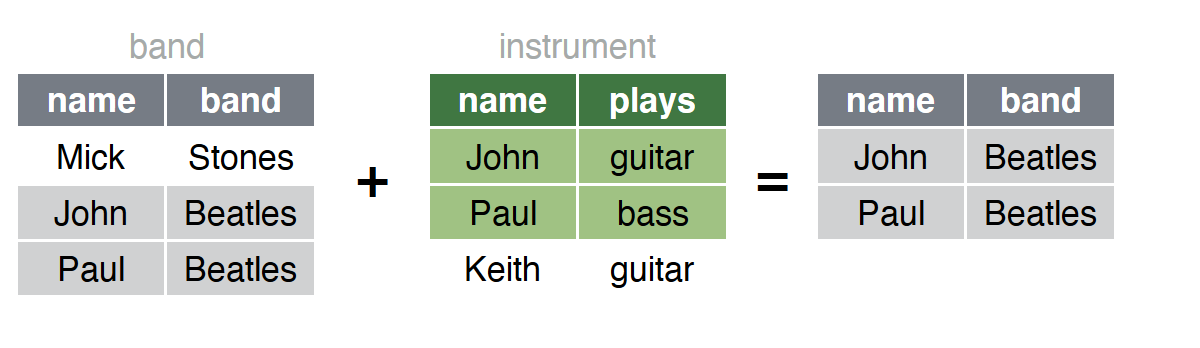 band
name band
Mick Stones
John Beatles
Paul Beatles
+
instrument
name plays
John guitar
Paul bass
Keith guitar
=
name band
John Beatles
Paul Beatles